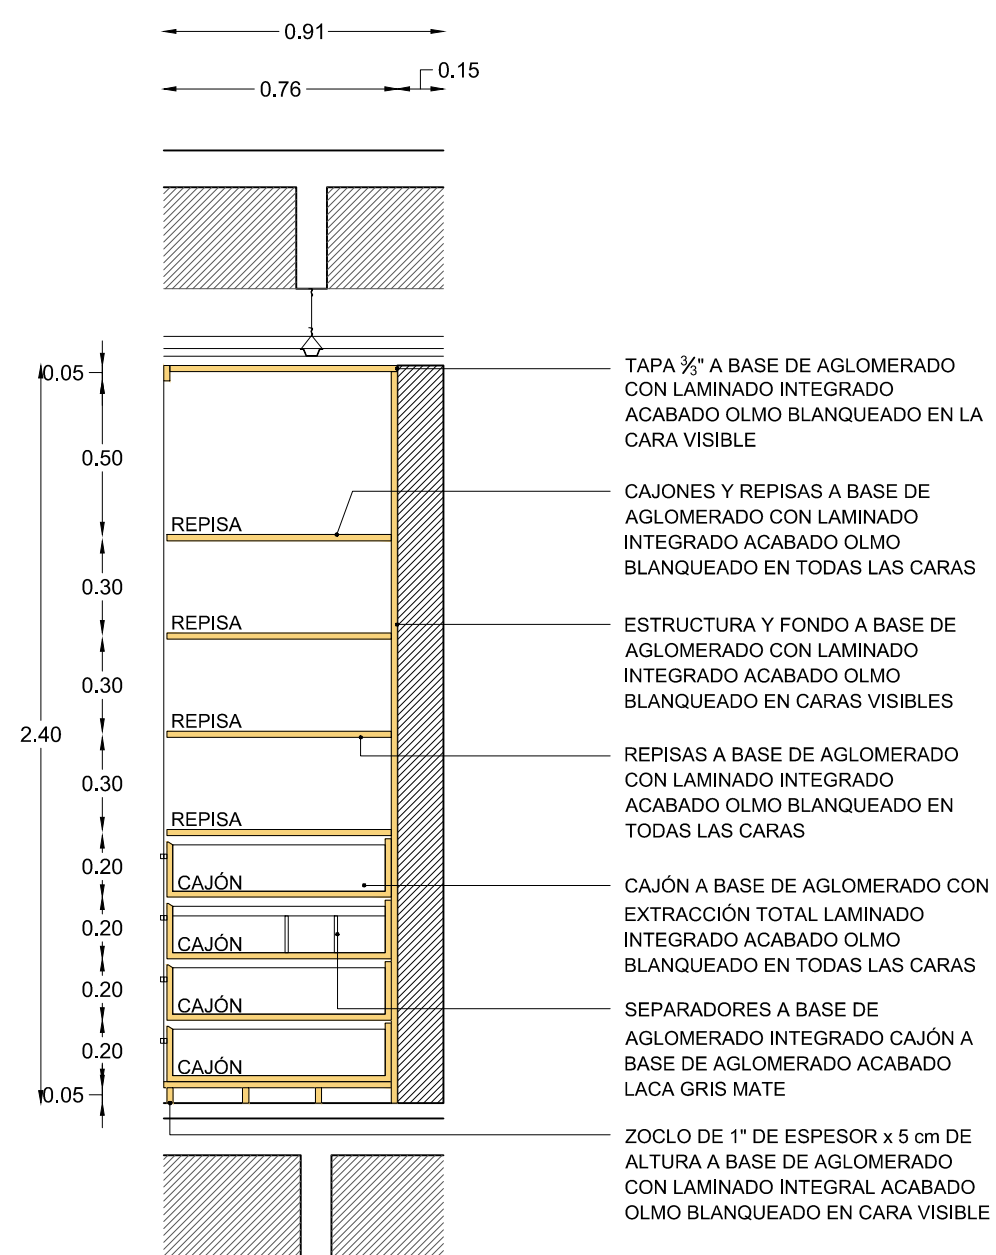 0.91
0.76
0.15
0.05
0.50
0.30
0.30
2.40
0.30
0.20
0.20
0.20
0.20
0.05
REPISA
REPISA
REPISA
REPISA
CAJÓN
CAJÓN
CAJÓN
CAJÓN
TAPA ¾" A BASE DE AGLOMERADO
CON LAMINADO INTEGRADO
ACABADO OLMO BLANQUEADO EN LA
CARA VISIBLE
CAJONES Y REPISAS A BASE DE
AGLOMERADO CON LAMINADO
INTEGRADO ACABADO OLMO
BLANQUEADO EN TODAS LAS CARAS
ESTRUCTURA Y FONDO A BASE DE
AGLOMERADO CON LAMINADO
INTEGRADO ACABADO OLMO
BLANQUEADO EN CARAS VISIBLES
REPISAS A BASE DE AGLOMERADO
CON LAMINADO INTEGRADO
ACABADO OLMO BLANQUEADO EN
TODAS LAS CARAS
CAJÓN A BASE DE AGLOMERADO CON
EXTRACCIÓN TOTAL LAMINADO
INTEGRADO ACABADO OLMO
BLANQUEADO EN TODAS LAS CARAS
SEPARADORES A BASE DE
AGLOMERADO INTEGRADO CAJÓN A
BASE DE AGLOMERADO ACABADO
LACA GRIS MATE
ZOCLO DE 1" DE ESPESOR x 5 cm DE
ALTURA A BASE DE AGLOMERADO
CON LAMINADO INTEGRAL ACABADO
OLMO BLANQUEADO EN CARA VISIBLE